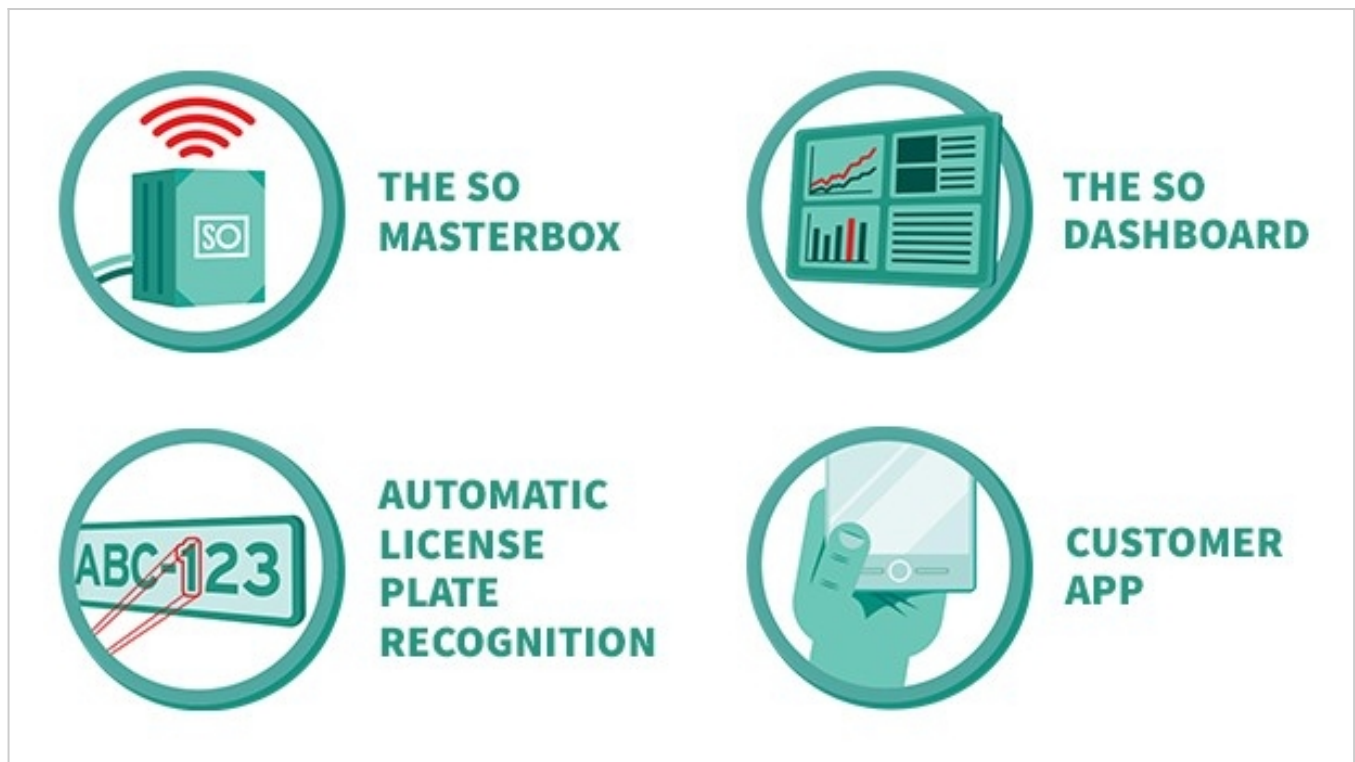 SO
THE SO
MASTERBOX
THE SO
DASHBOARD
ABC-123
AUTOMATIC
LICENSE
PLATE
RECOGNITION
CUSTOMER
APP